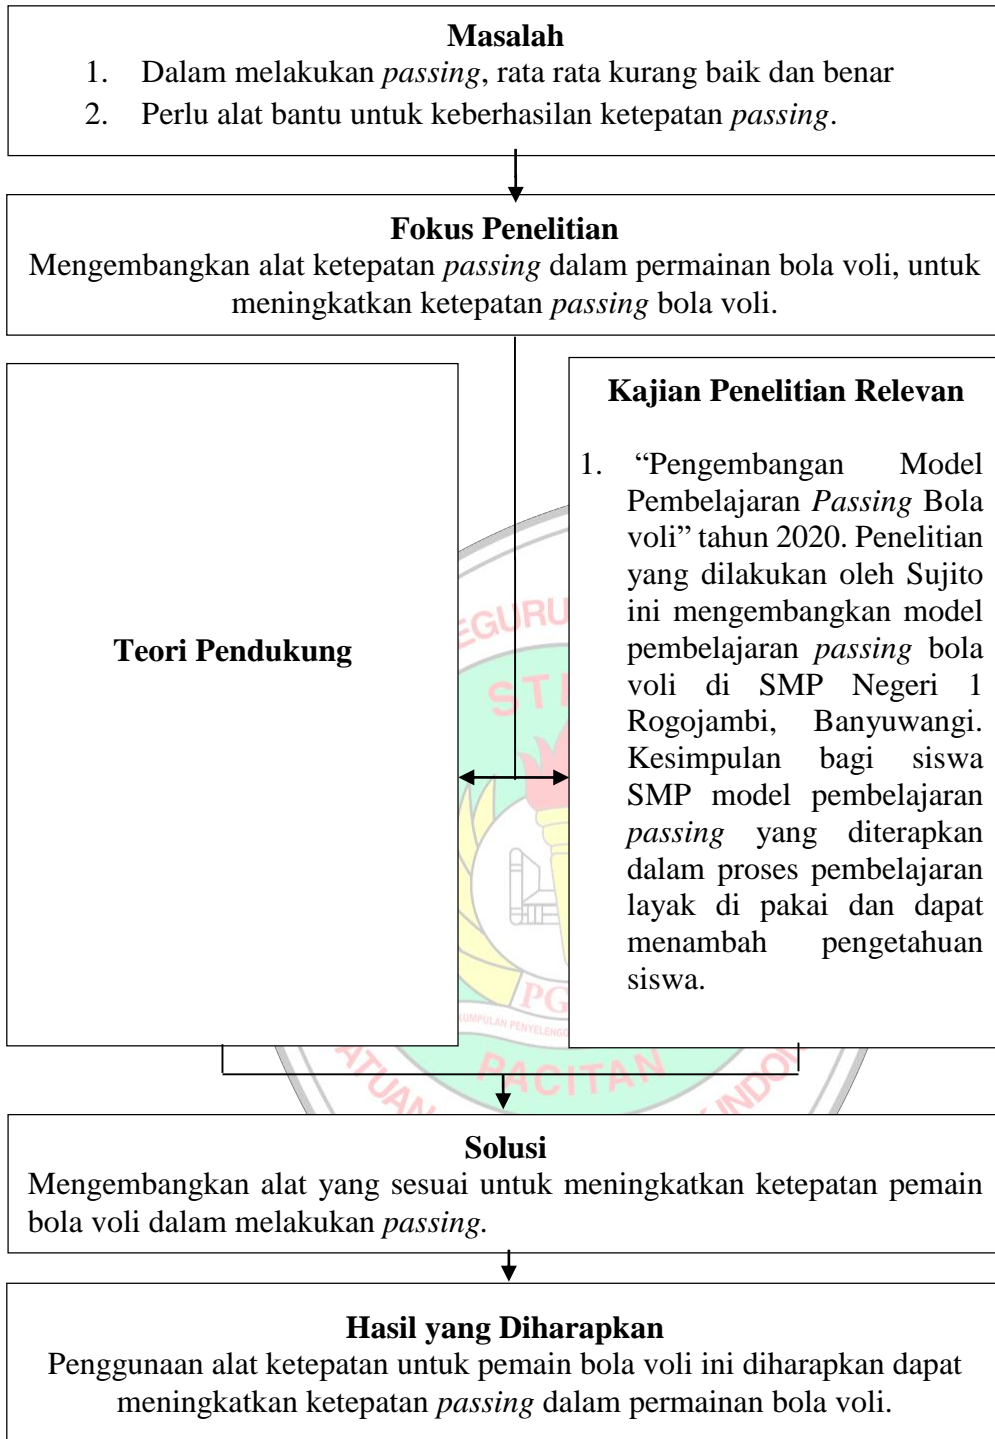 Masalah
1. Dalam melakukan passing, rata rata kurang baik dan benar
2. Perlu alat bantu untuk keberhasilan ketepatan passing.
Fokus Penelitian
Mengembangkan alat ketepatan passing dalam permainan bola voli, untuk
meningkatkan ketepatan passing bola voli.
Teori Pendukung
Kajian Penelitian Relevan
1. “Pengembangan Model
Pembelajaran Passing Bola
voli” tahun 2020. Penelitian
yang dilakukan oleh Sujito
ini mengembangkan model
pembelajaran passing bola
voli di SMP Negeri 1
Rogojambi, Banyuwangi.
Kesimpulan bagi siswa
SMP model pembelajaran
passing yang diterapkan
dalam proses pembelajaran
layak di pakai dan dapat
menambah pengetahuan
siswa.
PACITAN
Solusi
Mengembangkan alat yang sesuai untuk meningkatkan ketepatan pemain
bola voli dalam melakukan passing.
Hasil yang Diharapkan
Penggunaan alat ketepatan untuk pemain bola voli ini diharapkan dapat
meningkatkan ketepatan passing dalam permainan bola voli.